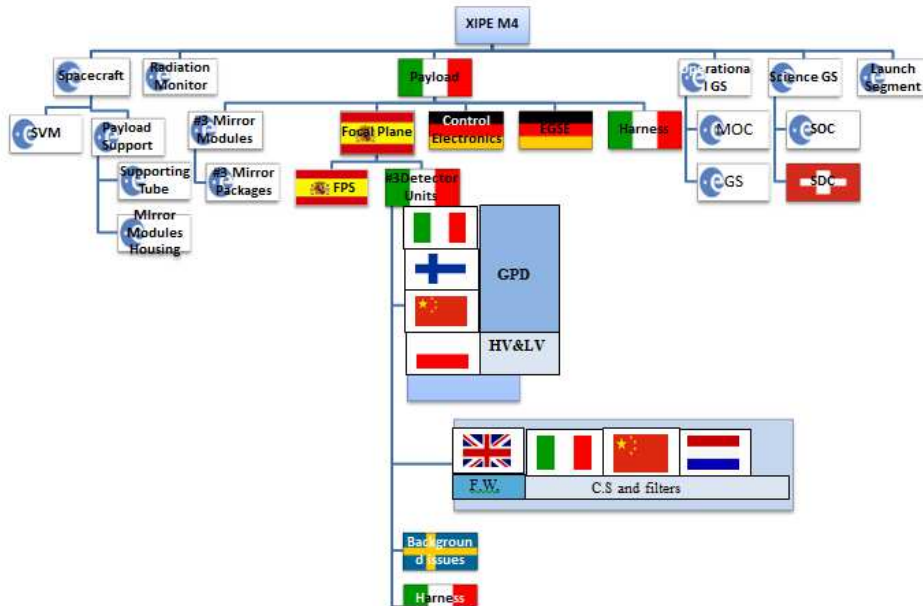 XIPE M4
Spacecraft
Radiation
Monitor
Payload
Operationa
l GS
Science GS
Launch
Segment
SVM
Payload
Support
#3 Mirror
Modules
Focal Plane
Control
Electronics
EGSE
Harness
MOC
SOC
Supporting
Tube
#3 Mirror
Packages
FPS
#3Detector
Units
GS
SDC
MIrror
Modules
Housing
GPD
HV&LV
F.W.
C.S and filters
Backgroun
d issues
Harness